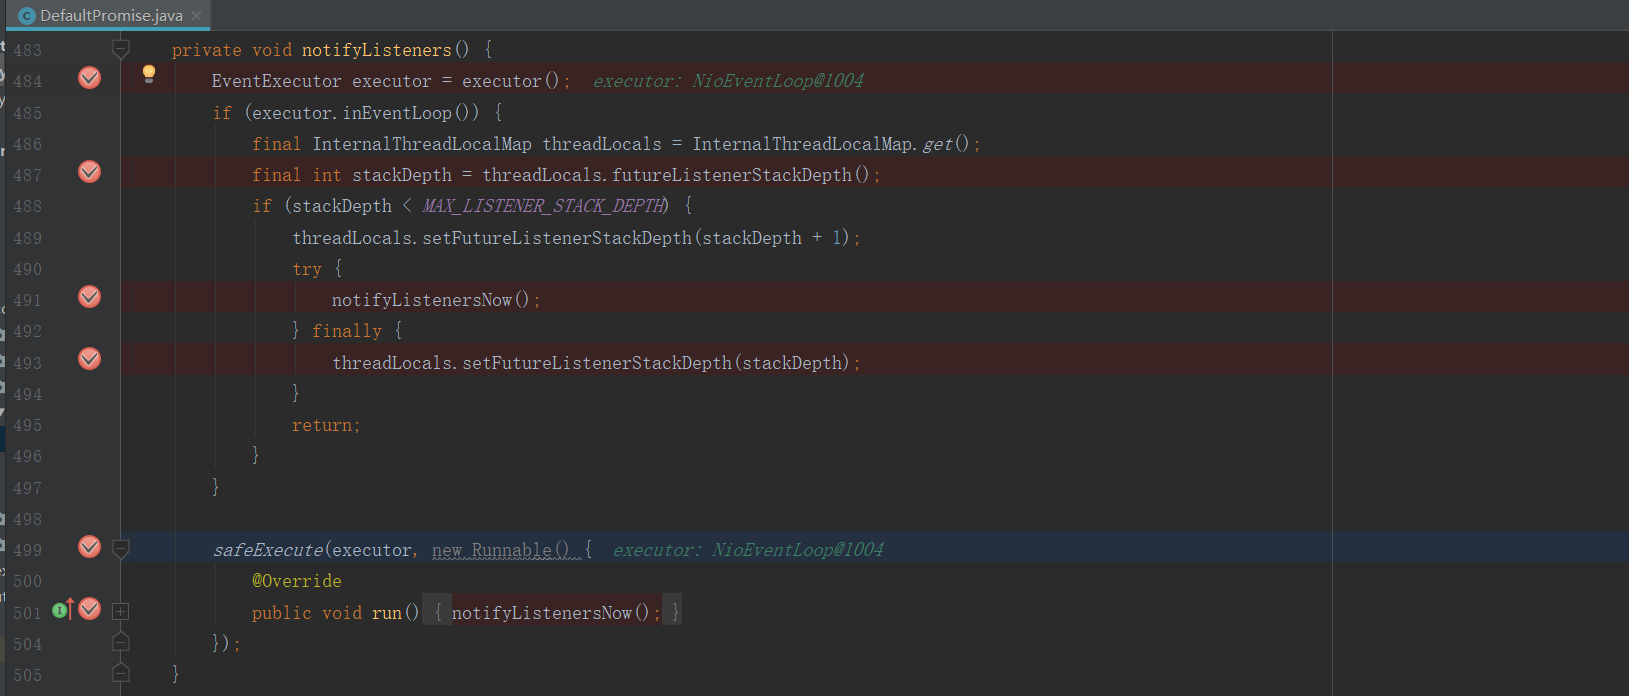 DefaultPromise.java
483 private void notifyListeners() {
484 EventExecutor executor = executor(); executor: NioEventLoop@1004
485 if (executor.inEventLoop()) {
486 final InternalThreadLocalMap threadLocals = InternalThreadLocalMap.get();
487 final int stackDepth = threadLocals.futureListenerStackDepth();
488 if (stackDepth < MAX_LISTENER_STACK_DEPTH) {
489 threadLocals.setFutureListenerStackDepth(stackDepth + 1);
490 try {
491 notifyListenersNow();
492 } finally {
493 threadLocals.setFutureListenerStackDepth(stackDepth);
494 }
495 return;
496 }
497 }
498
499 safeExecute(executor, new Runnable() { executor: NioEventLoop@1004
500 @Override
501 public void run() { notifyListenersNow(); }
504 });
505 }